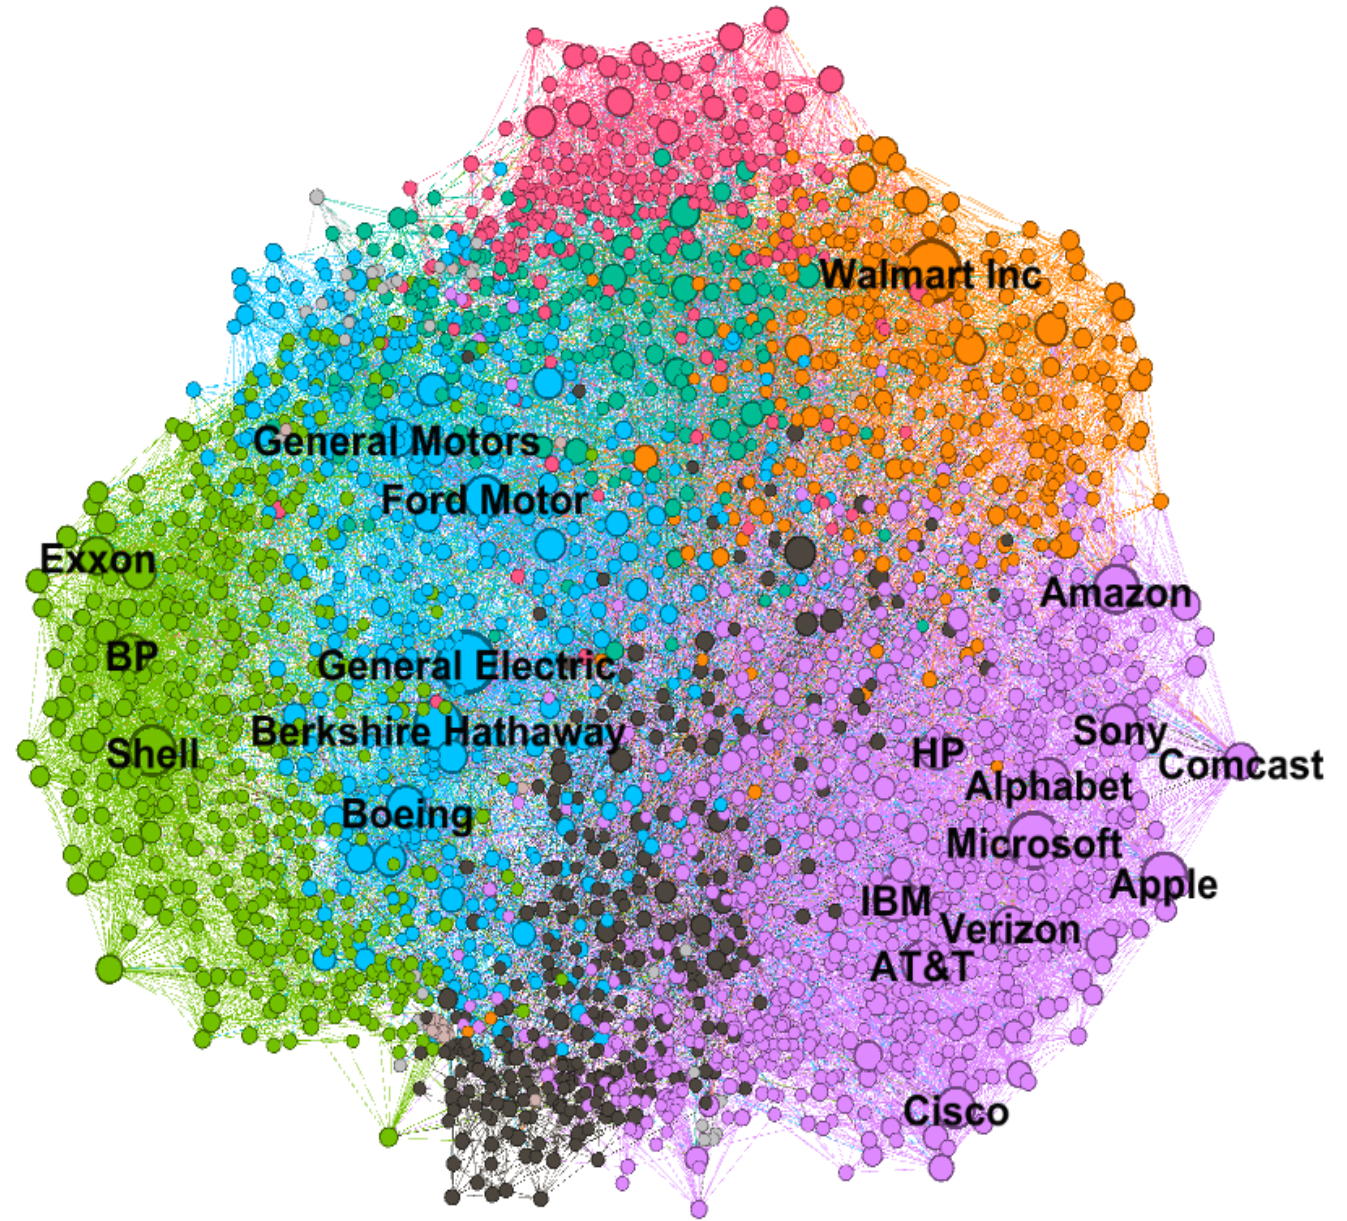 Walmart Inc
General Motors
Ford Motor
Exxon
Amazon
BP
General Electric
Berkshire Hathaway
Sony
Shell
HP
Comcast
Alphabet
Boeing
Microsoft
Apple
IBM
Verizon
AT&T
Cisco